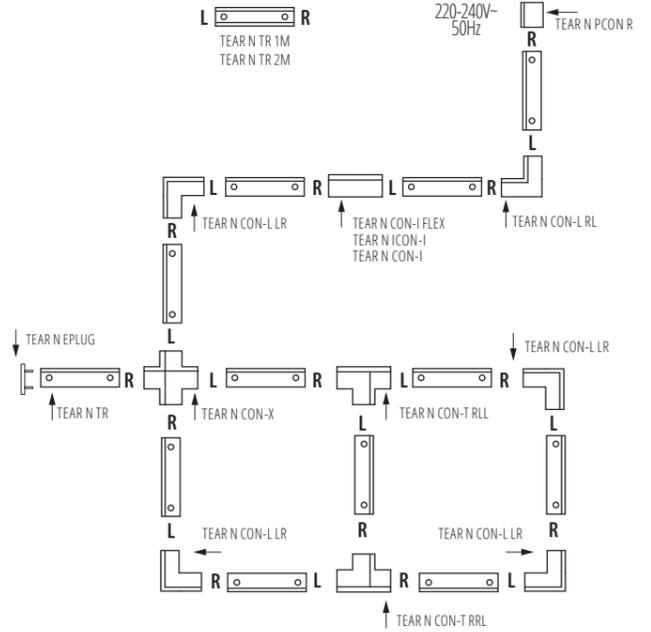 L R
TEAR N TR 1M
TEAR N TR 2M
220-240V~
50Hz
TEAR N PCON R
R
L
L R L R
TEAR N CON-L LR
TEAR N CON-I FLEX
TEAR N ICON-I
TEAR N CON-I
TEAR N CON-L RL
R
L
TEAR N EPLUG
TEAR N CON-L LR
R L R L R
TEAR N TR
TEAR N CON-X
TEAR N CON-T RLL
R L L
L R R
TEAR N CON-L LR
TEAR N CON-L LR
R L R L
TEAR N CON-T RRL